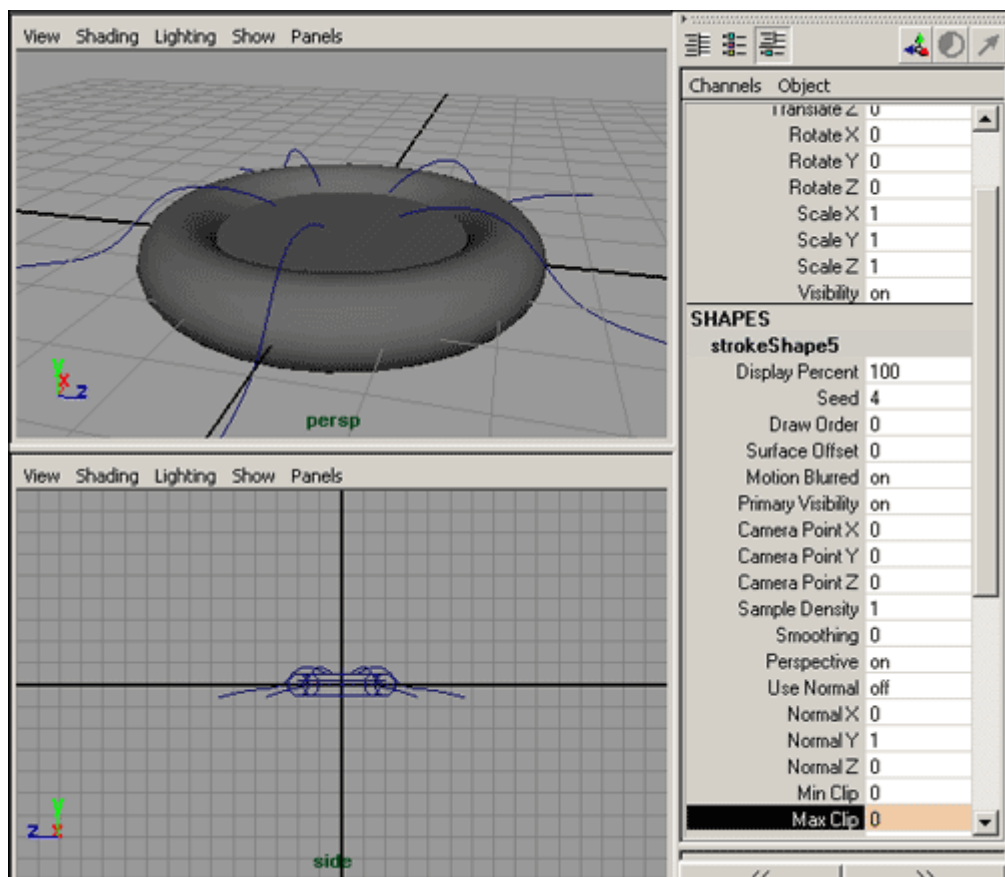 View Shading Lighting Show Panels
persp
y
x
z
View Shading Lighting Show Panels
y
z x
side
Channels Object
Translate Z 0
Rotate X 0
Rotate Y 0
Rotate Z 0
Scale X 1
Scale Y 1
Scale Z 1
Visibility on
SHAPES
strokeShape5
Display Percent 100
Seed 4
Draw Order 0
Surface Offset 0
Motion Blurred on
Primary Visibility on
Camera Point X 0
Camera Point Y 0
Camera Point Z 0
Sample Density 1
Smoothing 0
Perspective on
Use Normal off
Normal X 0
Normal Y 1
Normal Z 0
Min Clip 0
Max Clip 0